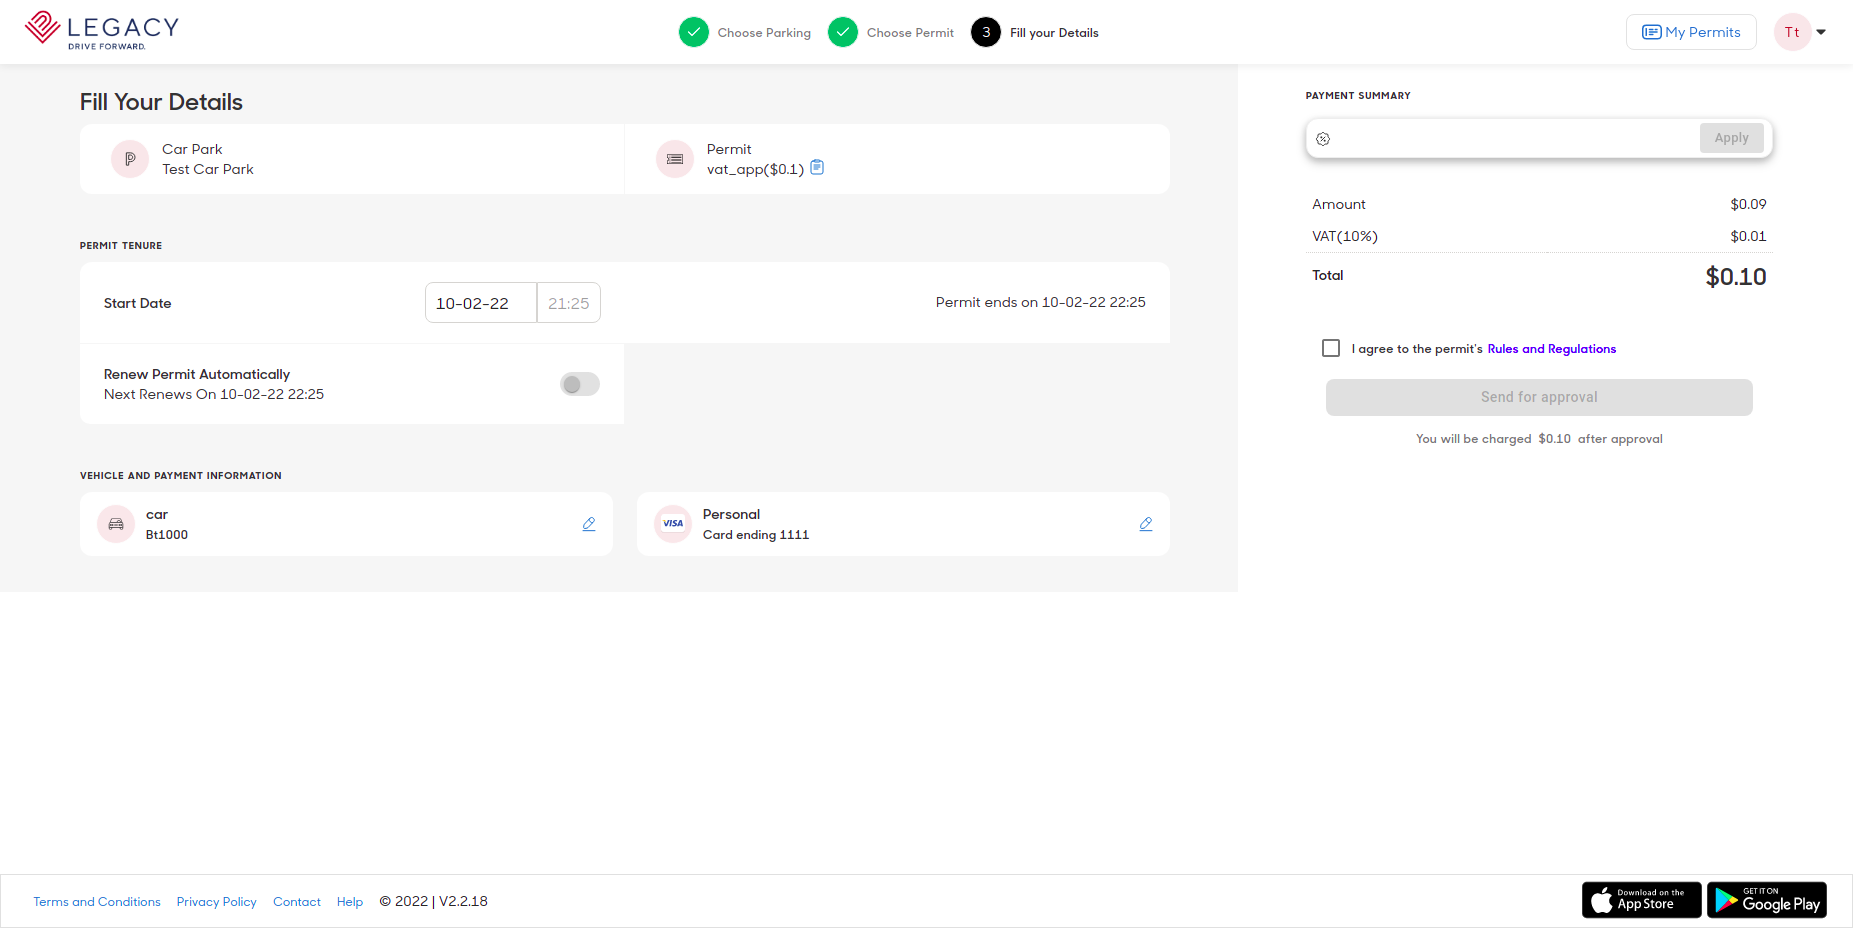 LEGACY
DRIVE FORWARD.
Choose Parking
Choose Permit
3
Fill your Details
My Permits
Tt
Fill Your Details
Car Park
Test Car Park
Permit
vat_app($0.1)
PERMIT TENURE
Start Date
10-02-22
21:25
Permit ends on 10-02-22 22:25
Renew Permit Automatically
Next Renews On 10-02-22 22:25
VEHICLE AND PAYMENT INFORMATION
car
Bt1000
VISA
Personal
Card ending 1111
PAYMENT SUMMARY
Apply
Amount
$0.09
VAT(10%)
$0.01
Total
$0.10
I agree to the permit's Rules and Regulations
Send for approval
You will be charged $0.10 after approval
Terms and Conditions
Privacy Policy
Contact
Help
© 2022 | V2.2.18
Download on the
App Store
GET IT ON
Google Play